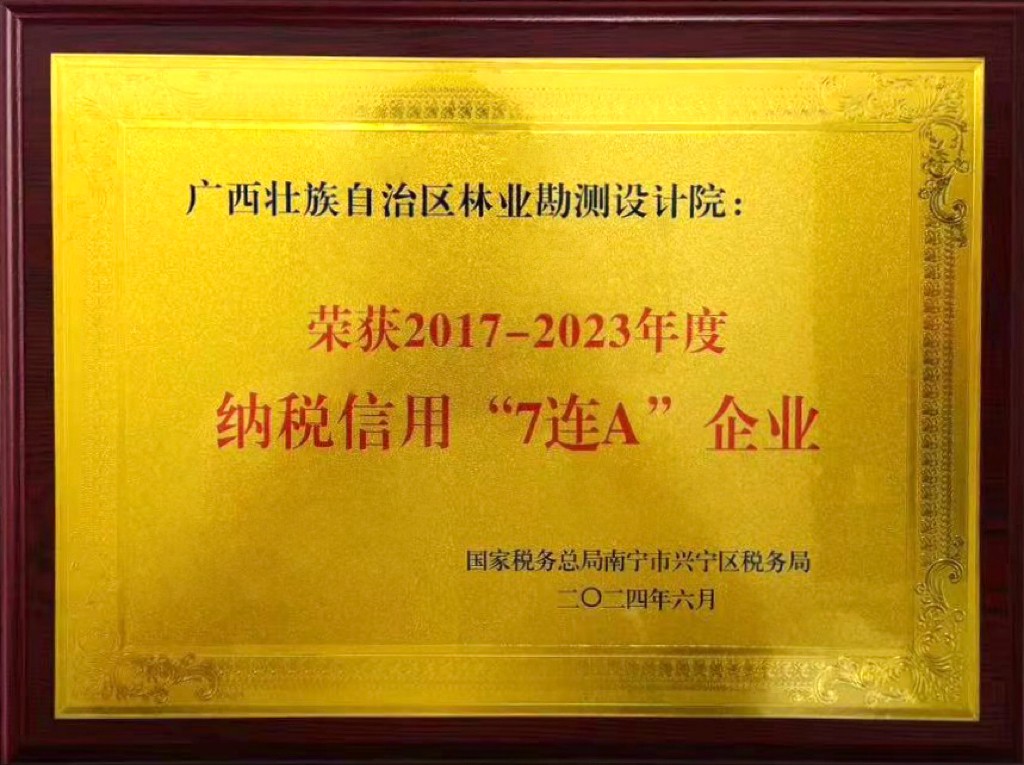 广西壮族自治区林业勘测设计院：
荣获2017-2023年度
纳税信用“7连A”企业
国家税务总局南宁市兴宁区税务局
二〇二四年六月